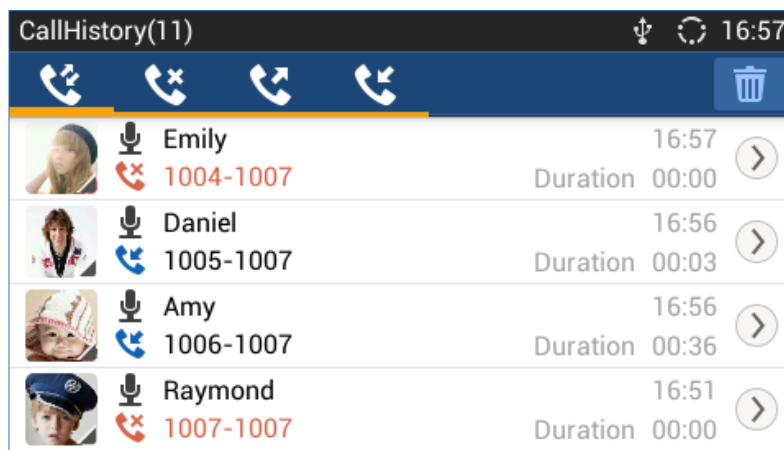 CallHistory(11) 16:57
Emily 16:57
1004-1007 Duration 00:00
Daniel 16:56
1005-1007 Duration 00:03
Amy 16:56
1006-1007 Duration 00:36
Raymond 16:51
1007-1007 Duration 00:00